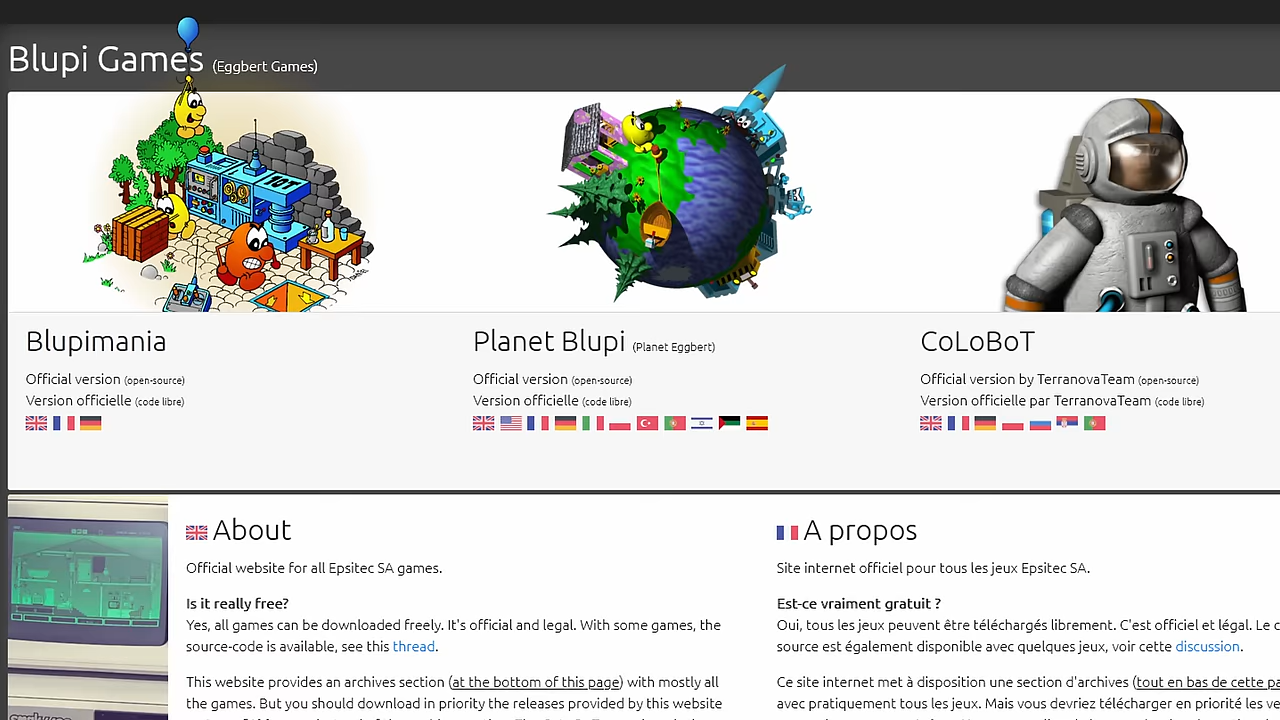 Blupi Games (Eggbert Games)
Blupimania
Official version (open-source)
Version officielle (code libre)
Planet Blupi (Planet Eggbert)
Official version (open-source)
Version officielle (code libre)
CoLoBoT
Official version by TerranovaTeam (open-source)
Version officielle par TerranovaTeam (code libre)
About
Official website for all Epsitec SA games.
Is it really free?
Yes, all games can be downloaded freely. It's official and legal. With some games, the
source-code is available, see this thread.
This website provides an archives section (at the bottom of this page) with mostly all
the games. But you should download in priority the releases provided by this website
A propos
Site internet officiel pour tous les jeux Epsitec SA.
Est-ce vraiment gratuit ?
Oui, tous les jeux peuvent être téléchargés librement. C'est officiel et légal. Le
source est également disponible avec quelques jeux, voir cette discussion.
Ce site internet met à disposition une section d'archives (tout en bas de cette
avec pratiquement tous les jeux. Mais vous devriez télécharger en priorité les